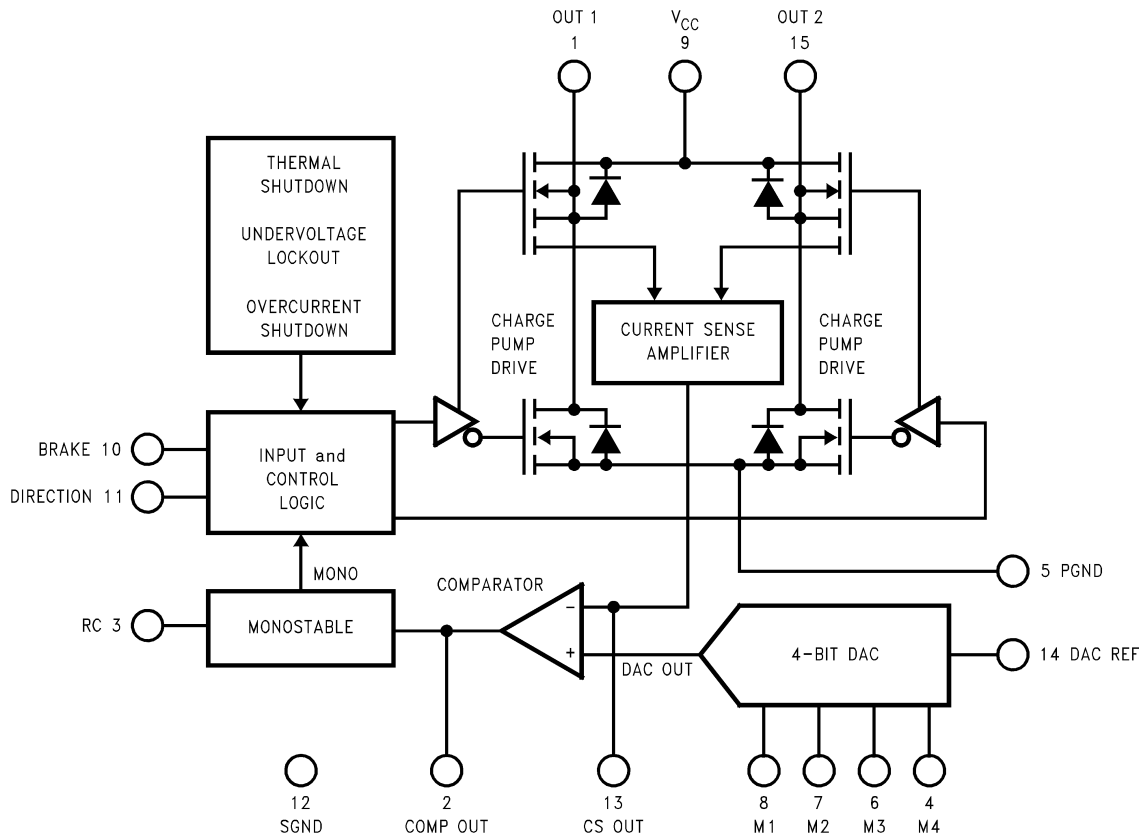 OUT 1
1
VCC
9
OUT 2
15
THERMAL
SHUTDOWN
UNDERVOLTAGE
LOCKOUT
OVERCURRENT
SHUTDOWN
CHARGE
PUMP
DRIVE
CURRENT SENSE
AMPLIFIER
CHARGE
PUMP
DRIVE
BRAKE 10
DIRECTION 11
INPUT and
CONTROL
LOGIC
MONO
COMPARATOR
5 PGND
RC 3
MONOSTABLE
-
+
DAC OUT
4-BIT DAC
14 DAC REF
12
SGND
2
COMP OUT
13
CS OUT
8
M1
7
M2
6
M3
4
M4